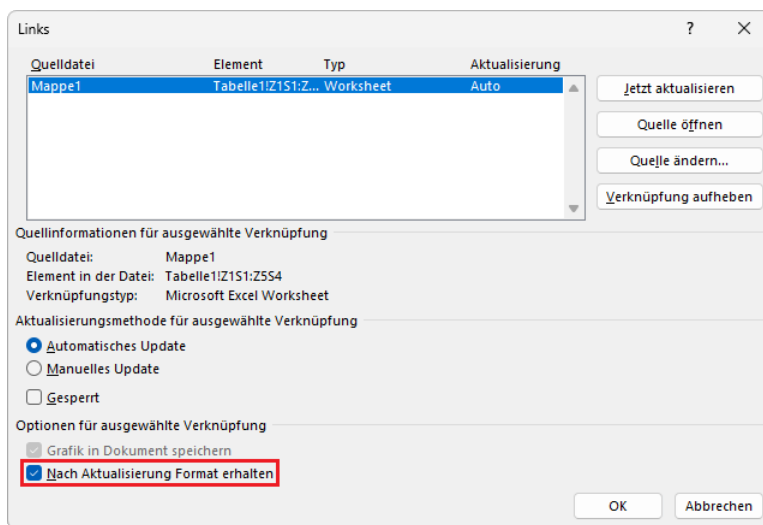 Links ?
Quelldatei Element Typ Aktualisierung
Mappe1 Tabelle1!Z1S1:Z... Worksheet Auto
Jetzt aktualisieren
Quelle öffnen
Quelle ändern...
Verknüpfung aufheben
Quellinformationen für ausgewählte Verknüpfung
Quelldatei: Mappe1
Element in der Datei: Tabelle1!Z1S1:Z5S4
Verknüpfungstyp: Microsoft Excel Worksheet
Aktualisierungsmethode für ausgewählte Verknüpfung
Automatisches Update
Manuelles Update
Gesperrt
Optionen für ausgewählte Verknüpfung
Grafik in Dokument speichern
Nach Aktualisierung Format erhalten
OK Abbrechen